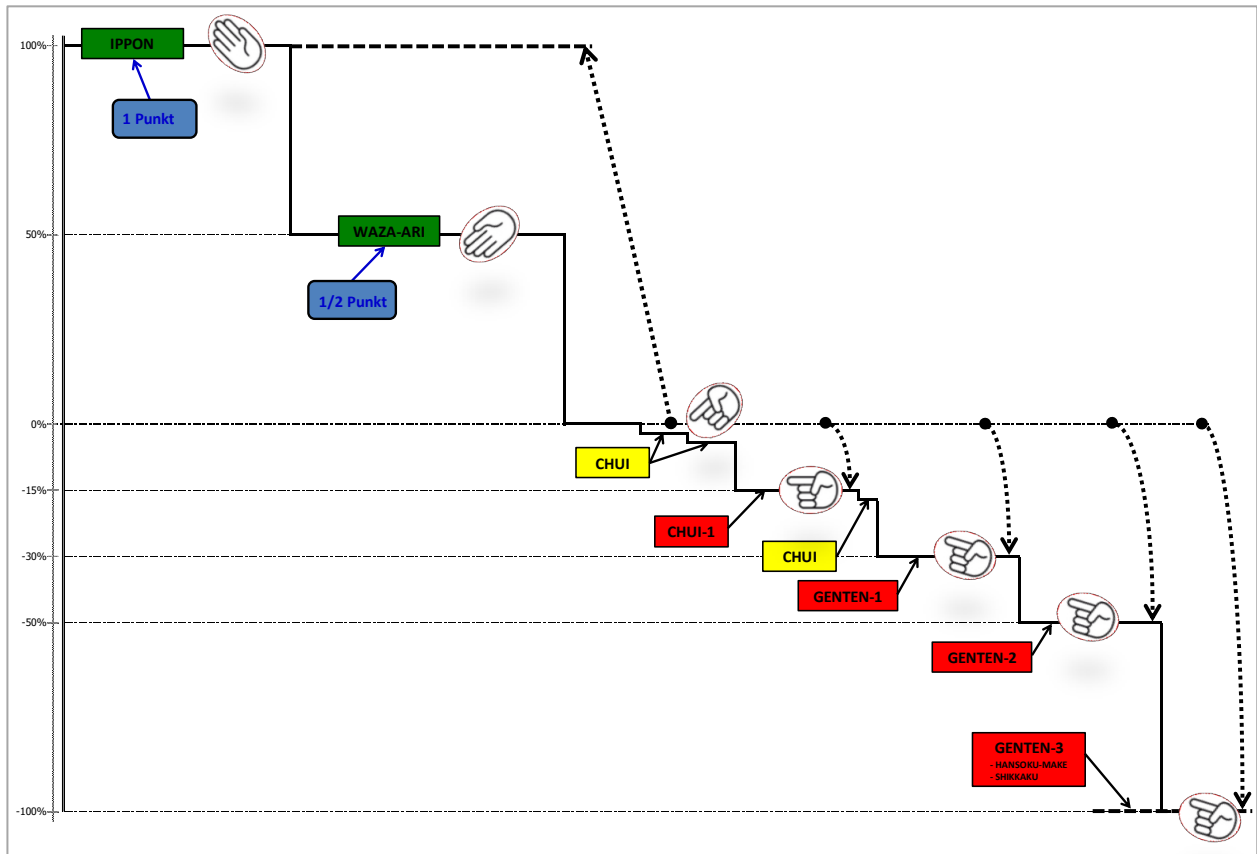 100%
IPPON
1 Punkt
50%
WAZA-ARI
1/2 Punkt
0%
CHUI
-15%
CHUI-1
CHUI
-30%
GENTEN-1
-50%
GENTEN-2
GENTEN-3
- HANSOKU-MAKE
- SHIKKAKU
-100%